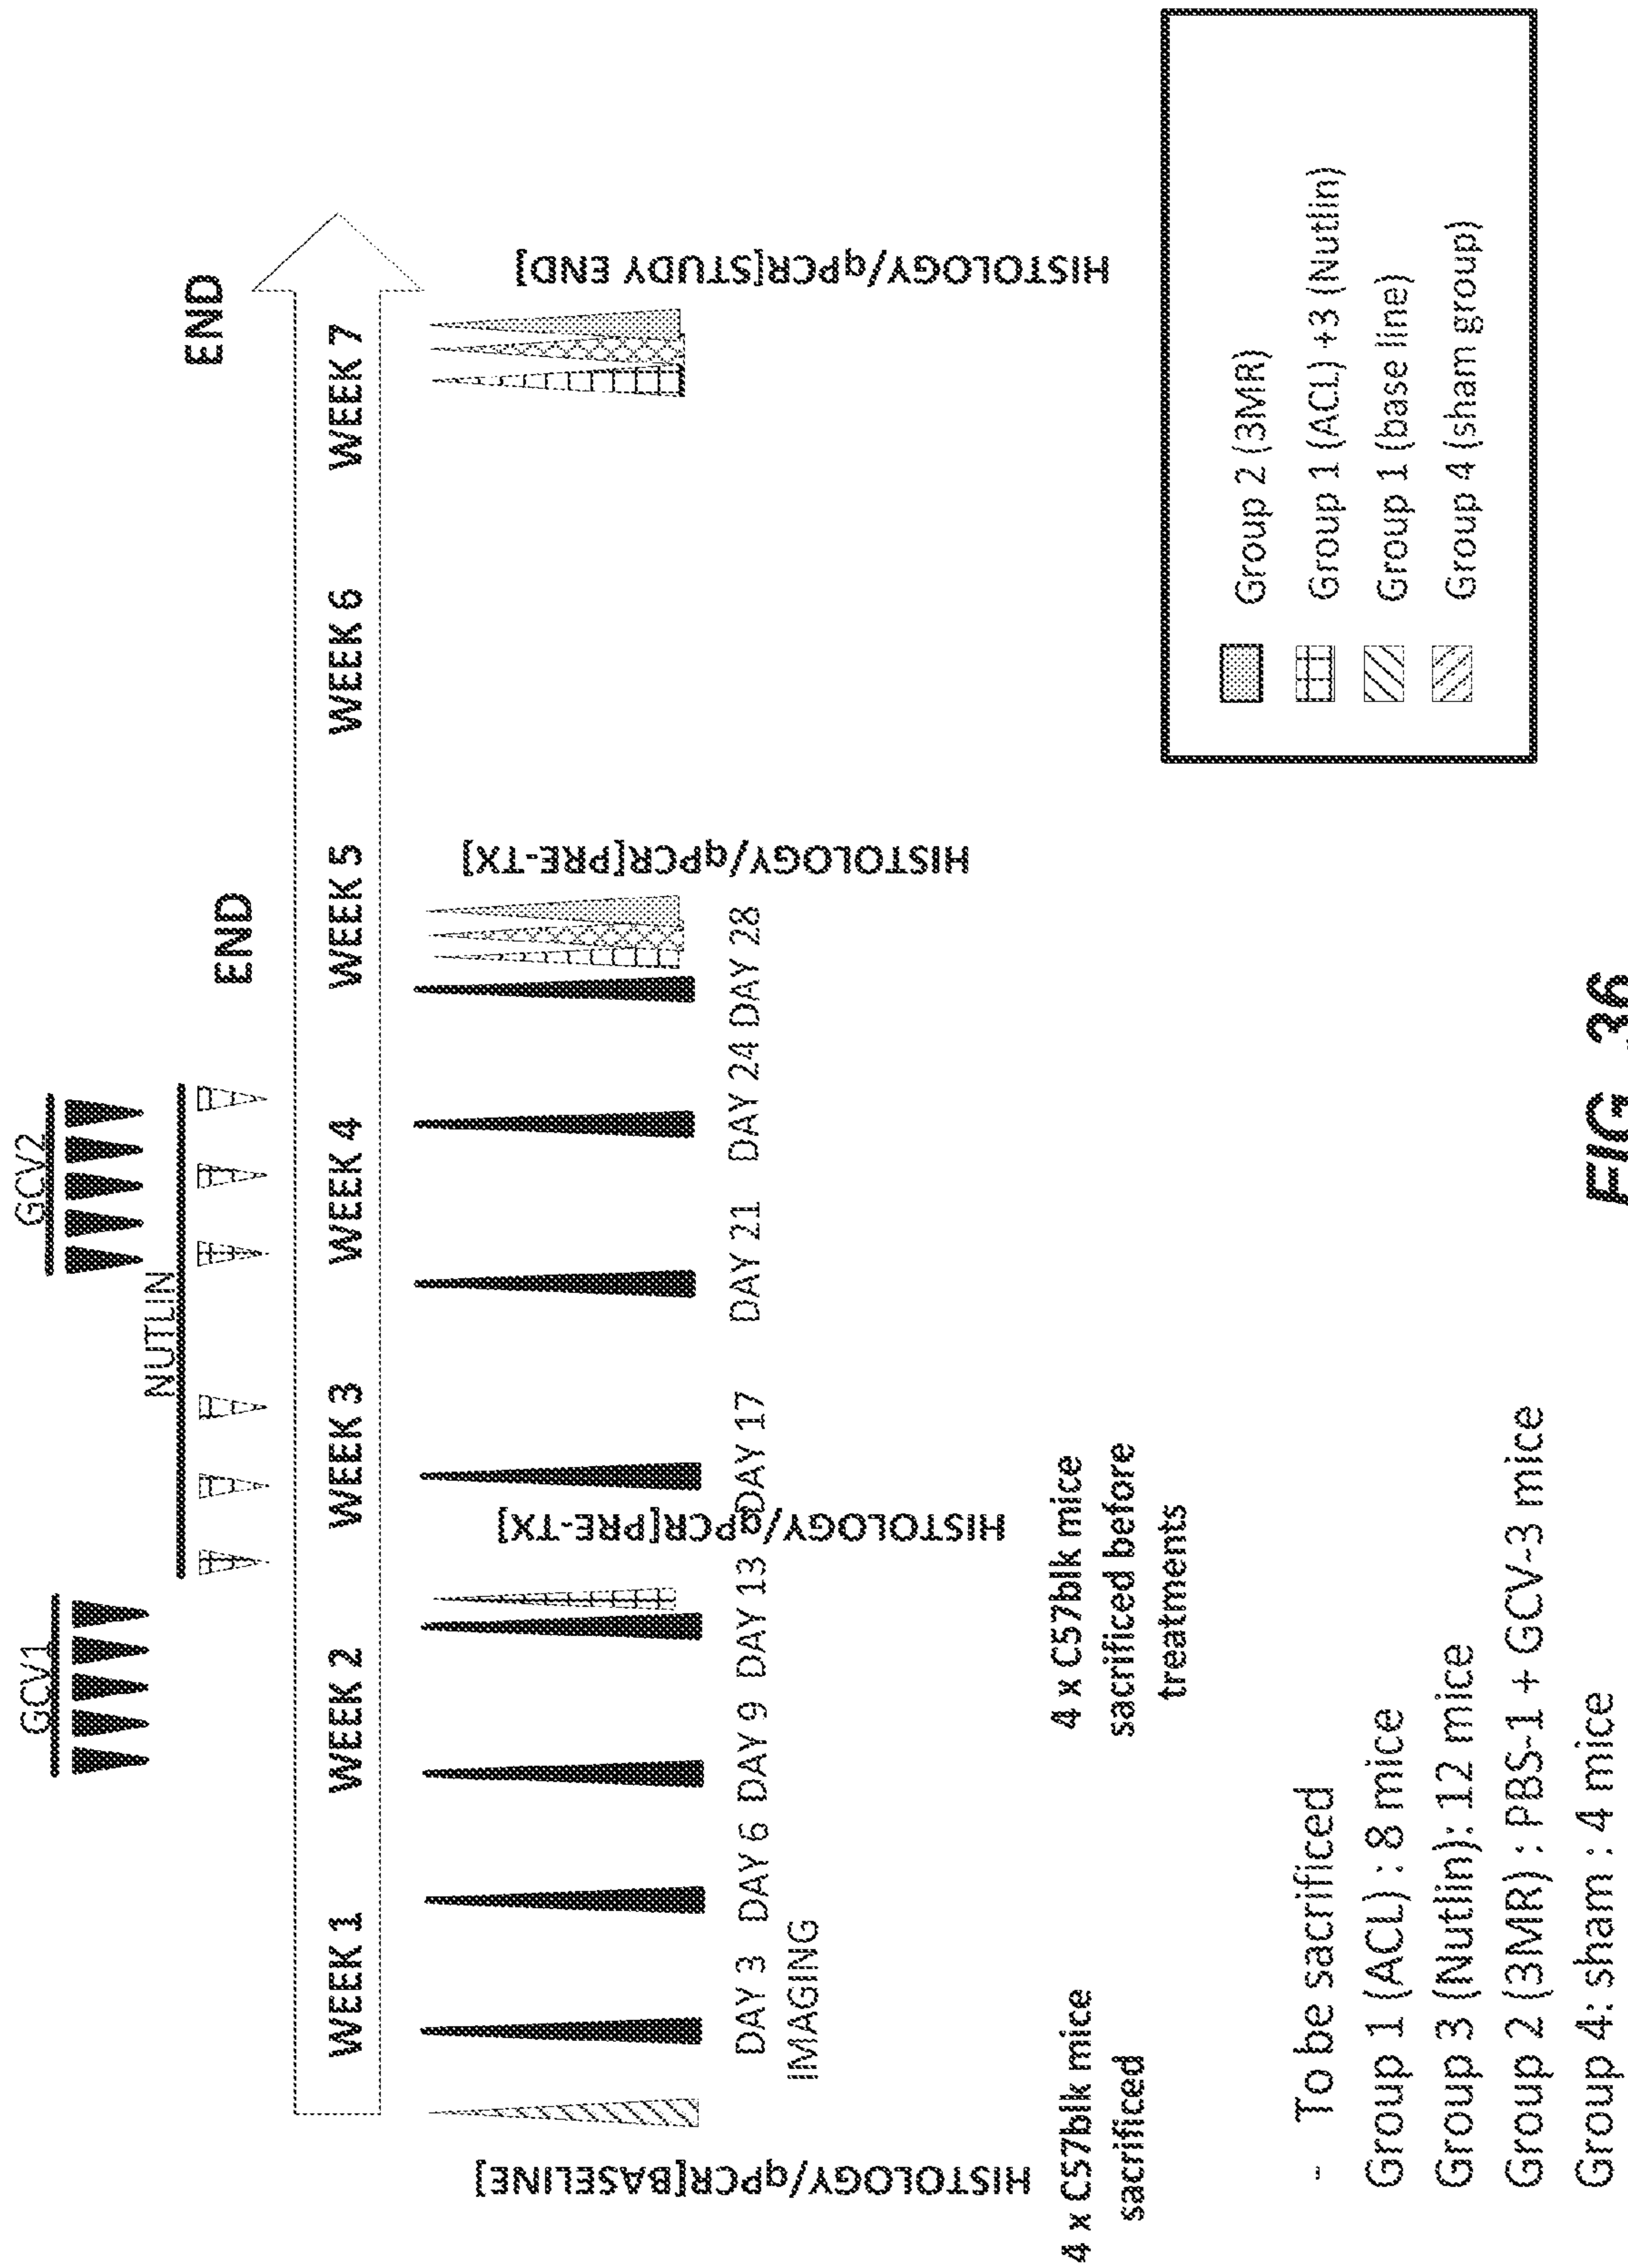 GCV1
GCV2
NUTLIN
END
END
WEEK 1
WEEK 2
WEEK 3
WEEK 4
WEEK 5
WEEK 6
WEEK 7
HISTOLOGY/qPCR[BASELINE]
HISTOLOGY/qPCR[PRE-TX]
HISTOLOGY/qPCR[PRE-TX]
HISTOLOGY/qPCR[STUDY END]
DAY 3
DAY 6
DAY 9
DAY 13
DAY 17
DAY 21
DAY 24
DAY 28
IMAGING
4 x C57blk mice
sacrificed
4 x C57blk mice
sacrificed before
treatments
- To be sacrificed
Group 1 (ACL) : 8 mice
Group 3 (Nutlin): 12 mice
Group 2 (3MR) : PBS-1 + GCV-3 mice
Group 4: sham : 4 mice
Group 2 (3MR)
Group 1 (ACL) +3 (Nutlin)
Group 1 (base line)
Group 4 (sham group)
FIG. 36